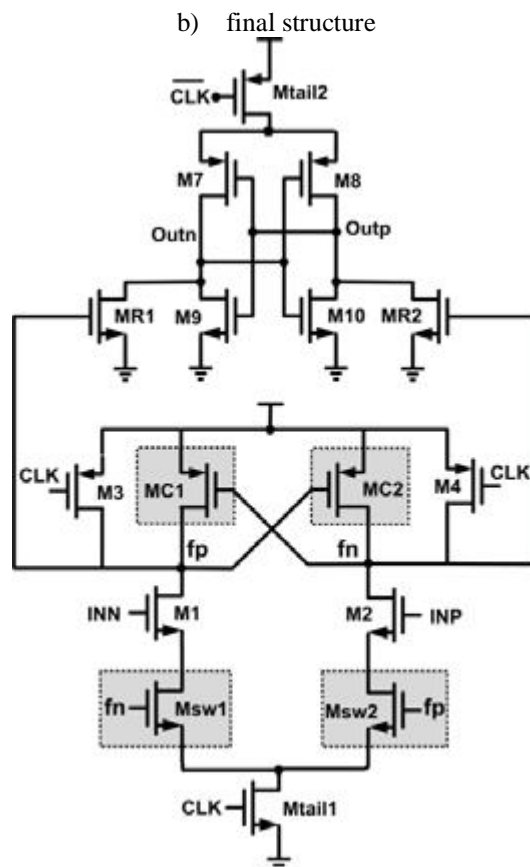 b) final structure
CLK Mtail2
M7 M8
Outn Outp
MR1 M9 M10 MR2
CLK M3 MC1 MC2 M4 CLK
fp fn
INN M1 M2 INP
fn Msw1 Msw2 fp
CLK Mtail1